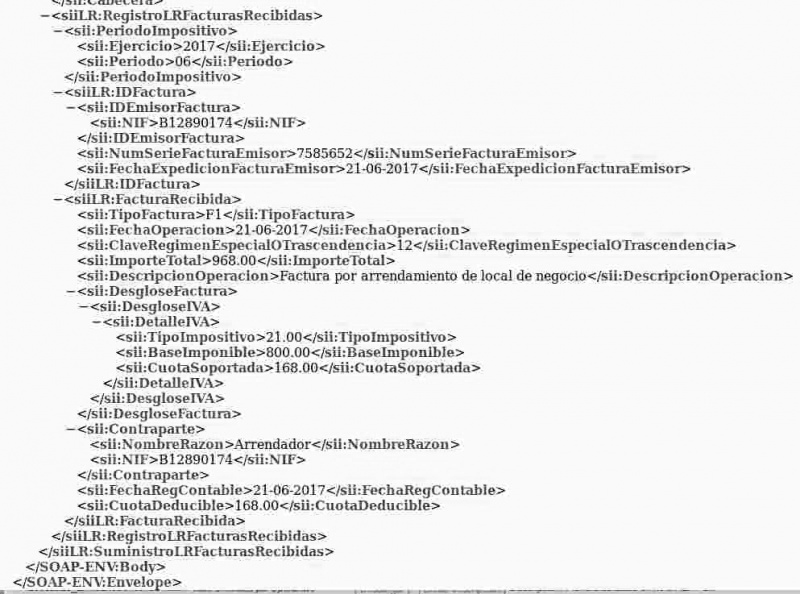 </sii:Cabecera>
−<siiLR:RegistroLRFacturasRecibidas>
−<sii:PeriodoImpositivo>
<sii:Ejercicio>2017</sii:Ejercicio>
<sii:Periodo>06</sii:Periodo>
</sii:PeriodoImpositivo>
−<siiLR:IDFactura>
−<sii:IDEmisorFactura>
<sii:NIF>B12890174</sii:NIF>
</sii:IDEmisorFactura>
<sii:NumSerieFacturaEmisor>7585652</sii:NumSerieFacturaEmisor>
<sii:FechaExpedicionFacturaEmisor>21-06-2017</sii:FechaExpedicionFacturaEmisor>
</siiLR:IDFactura>
−<siiLR:FacturaRecibida>
<sii:TipoFactura>F1</sii:TipoFactura>
<sii:FechaOperacion>21-06-2017</sii:FechaOperacion>
<sii:ClaveRegimenEspecialOTrascendencia>12</sii:ClaveRegimenEspecialOTrascendencia>
<sii:ImporteTotal>968.00</sii:ImporteTotal>
<sii:DescripcionOperacion>Factura por arrendamiento de local de negocio</sii:DescripcionOperacion>
−<sii:DesgloseFactura>
−<sii:DesgloseIVA>
−<sii:DetalleIVA>
<sii:TipoImpositivo>21.00</sii:TipoImpositivo>
<sii:BaseImponible>800.00</sii:BaseImponible>
<sii:CuotaSoportada>168.00</sii:CuotaSoportada>
</sii:DetalleIVA>
</sii:DesgloseIVA>
</sii:DesgloseFactura>
−<sii:Contraparte>
<sii:NombreRazon>Arrendador</sii:NombreRazon>
<sii:NIF>B12890174</sii:NIF>
</sii:Contraparte>
<sii:FechaRegContable>21-06-2017</sii:FechaRegContable>
<sii:CuotaDeducible>168.00</sii:CuotaDeducible>
</siiLR:FacturaRecibida>
</siiLR:RegistroLRFacturasRecibidas>
</siiLR:SuministroLRFacturasRecibidas>
</SOAP-ENV:Body>
</SOAP-ENV:Envelope>